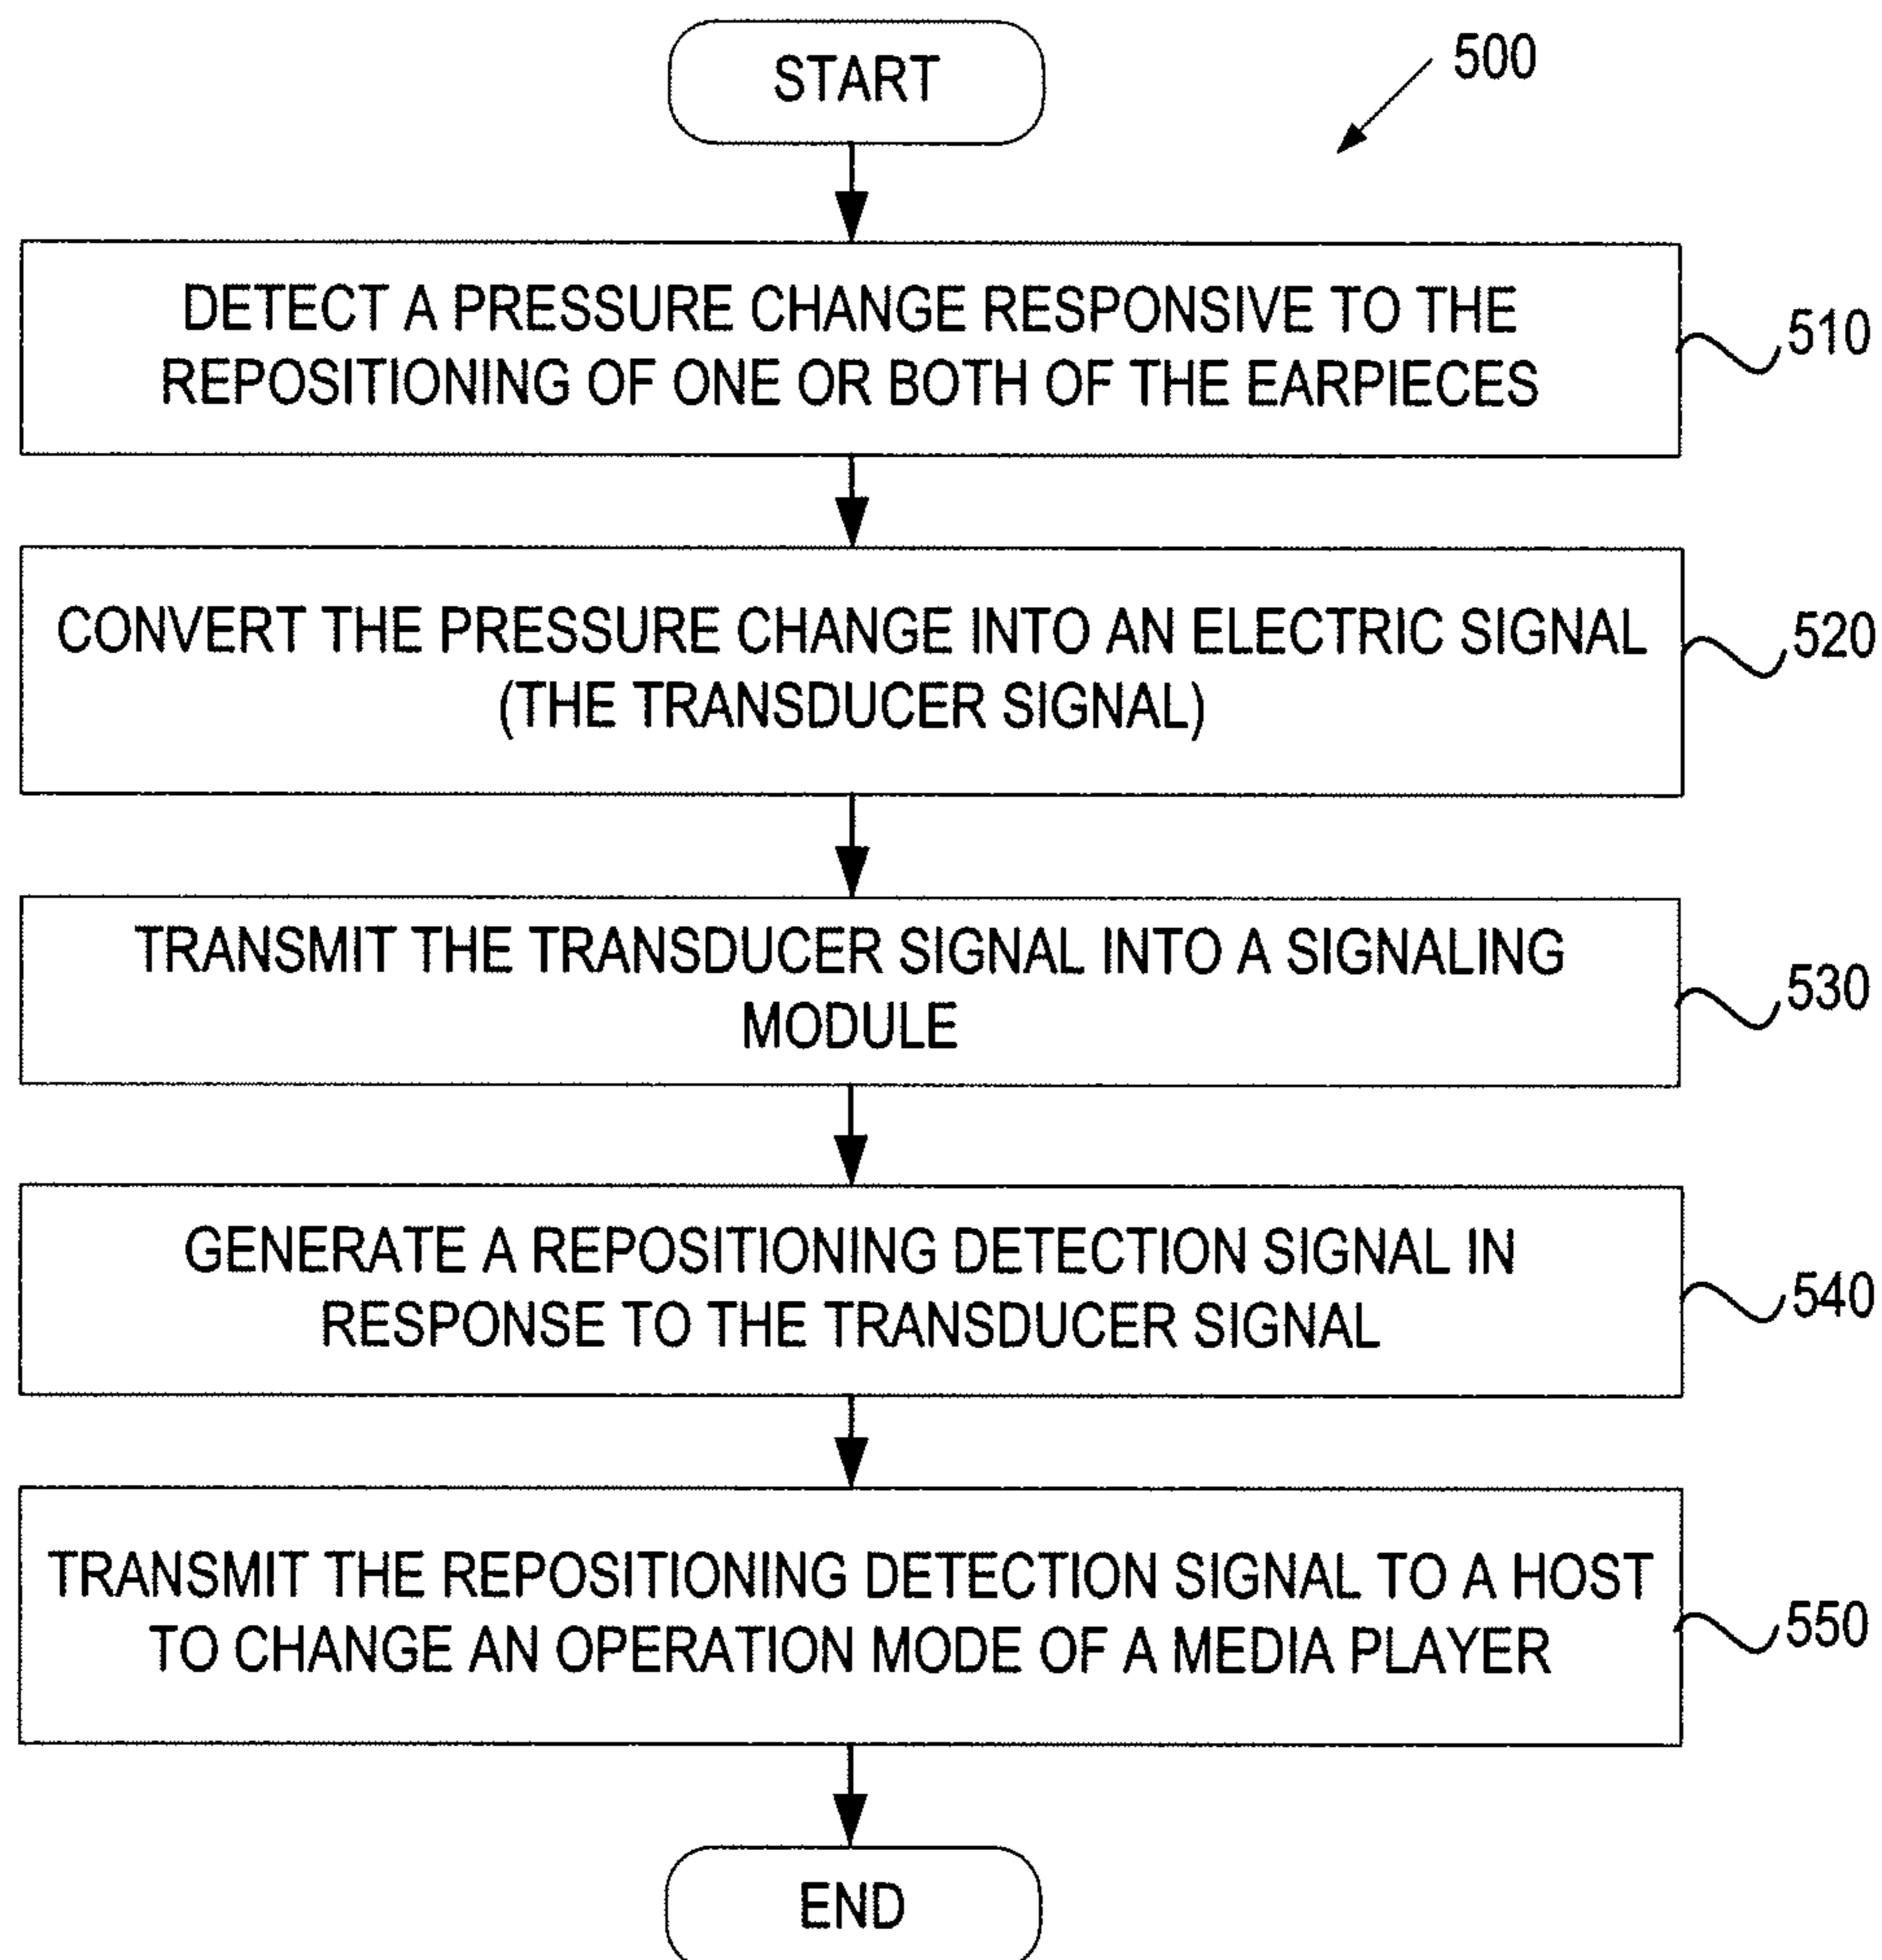 START
500
DETECT A PRESSURE CHANGE RESPONSIVE TO THE
REPOSITIONING OF ONE OR BOTH OF THE EARPIECES
510
CONVERT THE PRESSURE CHANGE INTO AN ELECTRIC SIGNAL
(THE TRANSDUCER SIGNAL)
520
TRANSMIT THE TRANSDUCER SIGNAL INTO A SIGNALING
MODULE
530
GENERATE A REPOSITIONING DETECTION SIGNAL IN
RESPONSE TO THE TRANSDUCER SIGNAL
540
TRANSMIT THE REPOSITIONING DETECTION SIGNAL TO A HOST
TO CHANGE AN OPERATION MODE OF A MEDIA PLAYER
550
END